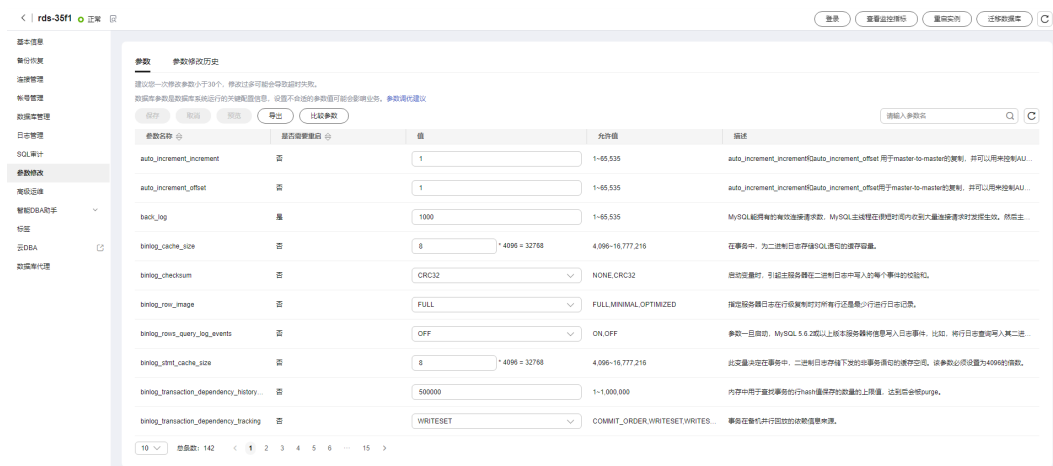 rds-35f1 正常
登录 查看监控指标 重启实例 迁移数据库
基本信息
备份恢复
连接管理
帐号管理
数据库管理
日志管理
SQL审计
参数修改
高级运维
智能DBA助手
标签
云DBA
数据库代理
参数 参数修改历史
建议您一次修改参数小于30个，修改过多可能会导致超时失败。
数据库参数是数据库系统运行的关键配置信息，设置不合适的参数值可能会影响业务。参数调优建议
保存 取消 预览 导出 比较参数 请输入参数名
参数名称 是否需要重启 值 允许值 描述
auto_increment_increment 否 1 1~65,535 auto_increment_increment和auto_increment_offset 用于master-to-master的复制，并可以用来控制AU...
auto_increment_offset 否 1 1~65,535 auto_increment_increment和auto_increment_offset用于master-to-master的复制，并可以用来控制AU...
back_log 是 1000 1~65,535 MySQL能拥有的有效连接请求数，MySQL主线程在很短时间内收到大量连接请求时发挥生效。然后主...
binlog_cache_size 否 8 * 4096 = 32768 4,096~16,777,216 在事务中，为二进制日志存储SQL语句的缓存容量。
binlog_checksum 否 CRC32 NONE,CRC32 启动变量时，引起主服务器在二进制日志中写入的每个事件的校验和。
binlog_row_image 否 FULL FULL,MINIMAL,OPTIMIZED 指定服务器日志在行级复制时对所有行还是最少行进行日志记录。
binlog_rows_query_log_events 否 OFF ON,OFF 参数一旦启动，MySQL 5.6.2或以上版本服务器将信息写入日志事件，比如，将行日志查询写入其二进...
binlog_stmt_cache_size 否 8 * 4096 = 32768 4,096~16,777,216 此变量决定在事务中，二进制日志存储下发的非事务语句的缓存空间。该参数必须设置为4096的倍数。
binlog_transaction_dependency_history... 否 500000 1~1,000,000 内存中用于查找事务的行hash值保存的数量的上限值，达到后会被purge。
binlog_transaction_dependency_tracking 否 WRITESET COMMIT_ORDER,WRITESET,WRITES... 事务在备机并行回放的依赖信息来源。
10 总条数：142 1 2 3 4 5 6 ... 15